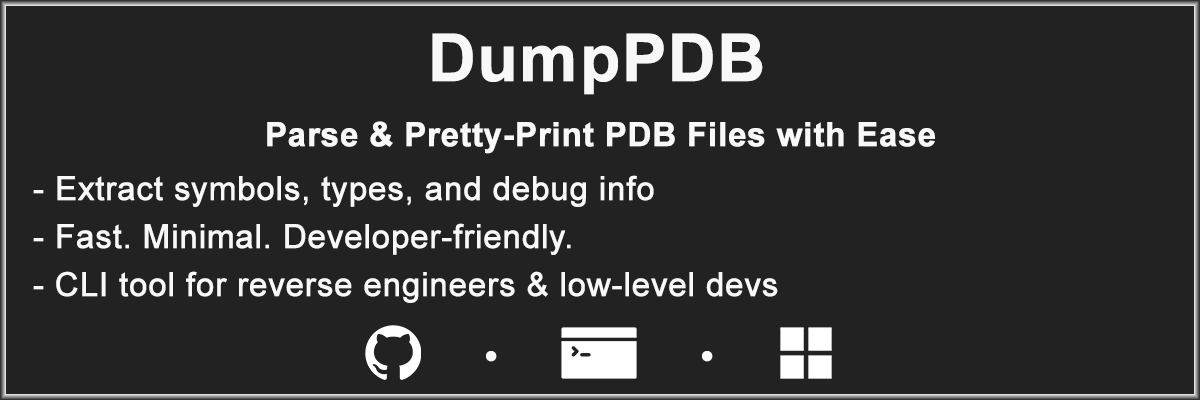 DumpPDB
Parse & Pretty-Print PDB Files with Ease
- Extract symbols, types, and debug info
- Fast. Minimal. Developer-friendly.
- CLI tool for reverse engineers & low-level devs